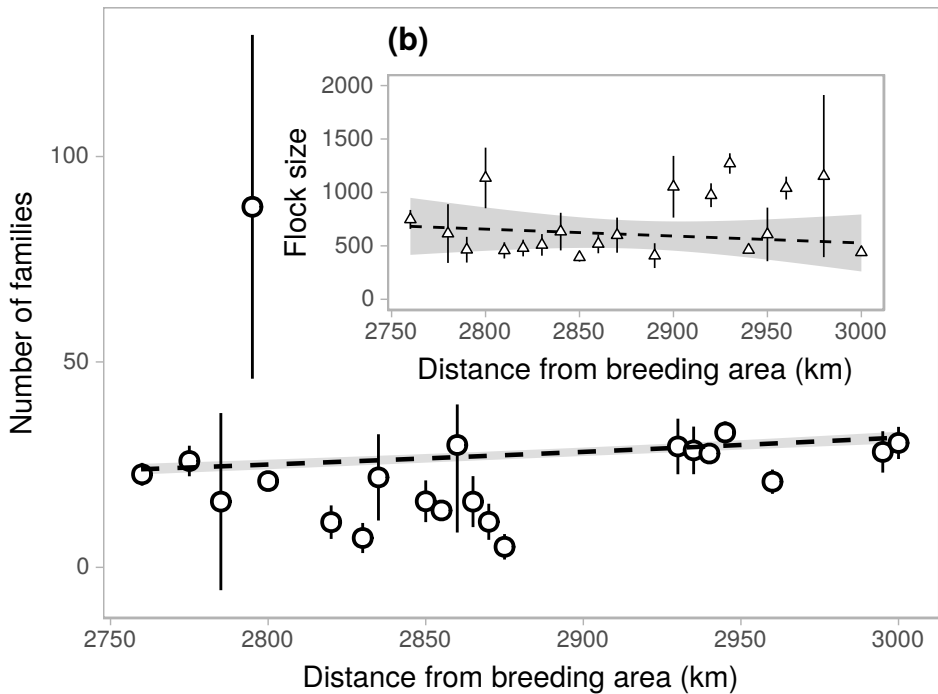 (b)
2000
1500
1000
500
0
Flock size
2750 2800 2850 2900 2950 3000
Distance from breeding area (km)
100
50
0
Number of families
2750 2800 2850 2900 2950 3000
Distance from breeding area (km)